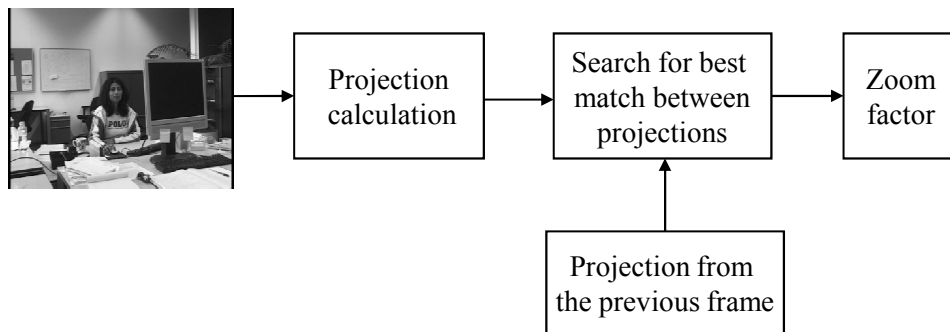 POLO
Projection
calculation
Search for best
match between
projections
Zoom
factor
Projection from
the previous frame